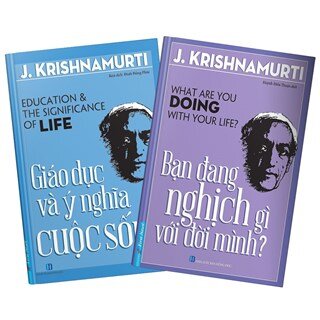 J. KRISHNAMURTI
EDUCATION &
THE SIGNIFICANCE
OF LIFE
Giáo dục
và ý nghĩa
CUỘC SỐ
J. KRISHNAMURTI
WHAT ARE YOU
DOING
WITH YOUR LIFE?
Bạn đang
nghịch gì
với đời mình?